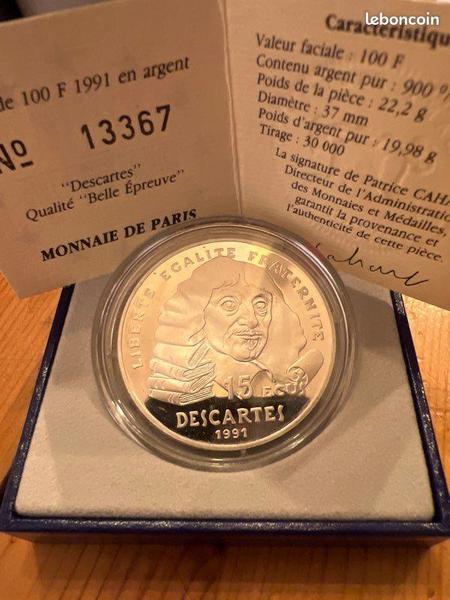 leboncoin
de 100 F 1991 en argent
No 13367
"Descartes"
Qualité "Belle Épreuve"
MONNAIE DE PARIS
Caractéristiqu
Valeur faciale : 100 F
Contenu argent pur : 900 º/
Poids de la pièce : 22,2 g
Diamètre : 37 mm
Poids d'argent pur : 19,98 g
Tirage : 30 000
La signature de Patrice CAHA
Directeur de l'Administration
des Monnaies et Médailles,
garantit la provenance et
l'authenticité de cette pièce.
LIBERTE EGALITE FRATERNITE
15 ECUS
DESCARTES
1991